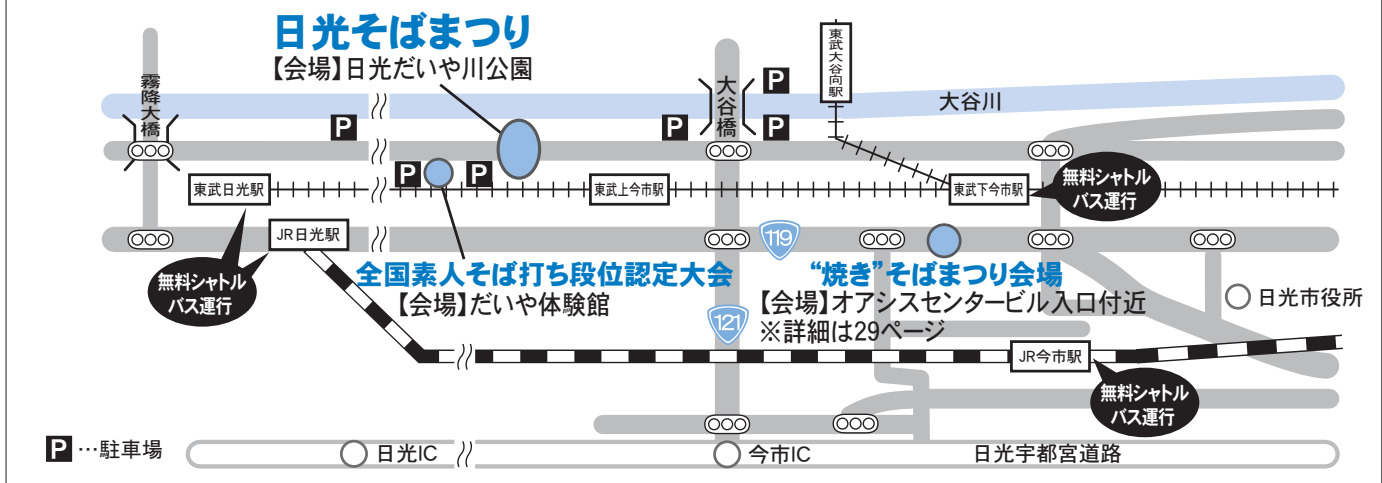 日光そばまつり
【会場】日光だいや川公園
霧降大橋
P
P
大谷橋
P
P
東武大谷向駅
大谷川
P
P
東武日光駅
東武上今市駅
東武下今市駅
無料シャトル
バス運行
JR日光駅
119
無料シャトル
バス運行
全国素人そば打ち段位認定大会
【会場】だいや体験館
“焼き”そばまつり会場
【会場】オアシスセンタービル入口付近
※詳細は29ページ
121
日光市役所
JR今市駅
無料シャトル
バス運行
P…駐車場
日光IC
今市IC
日光宇都宮道路